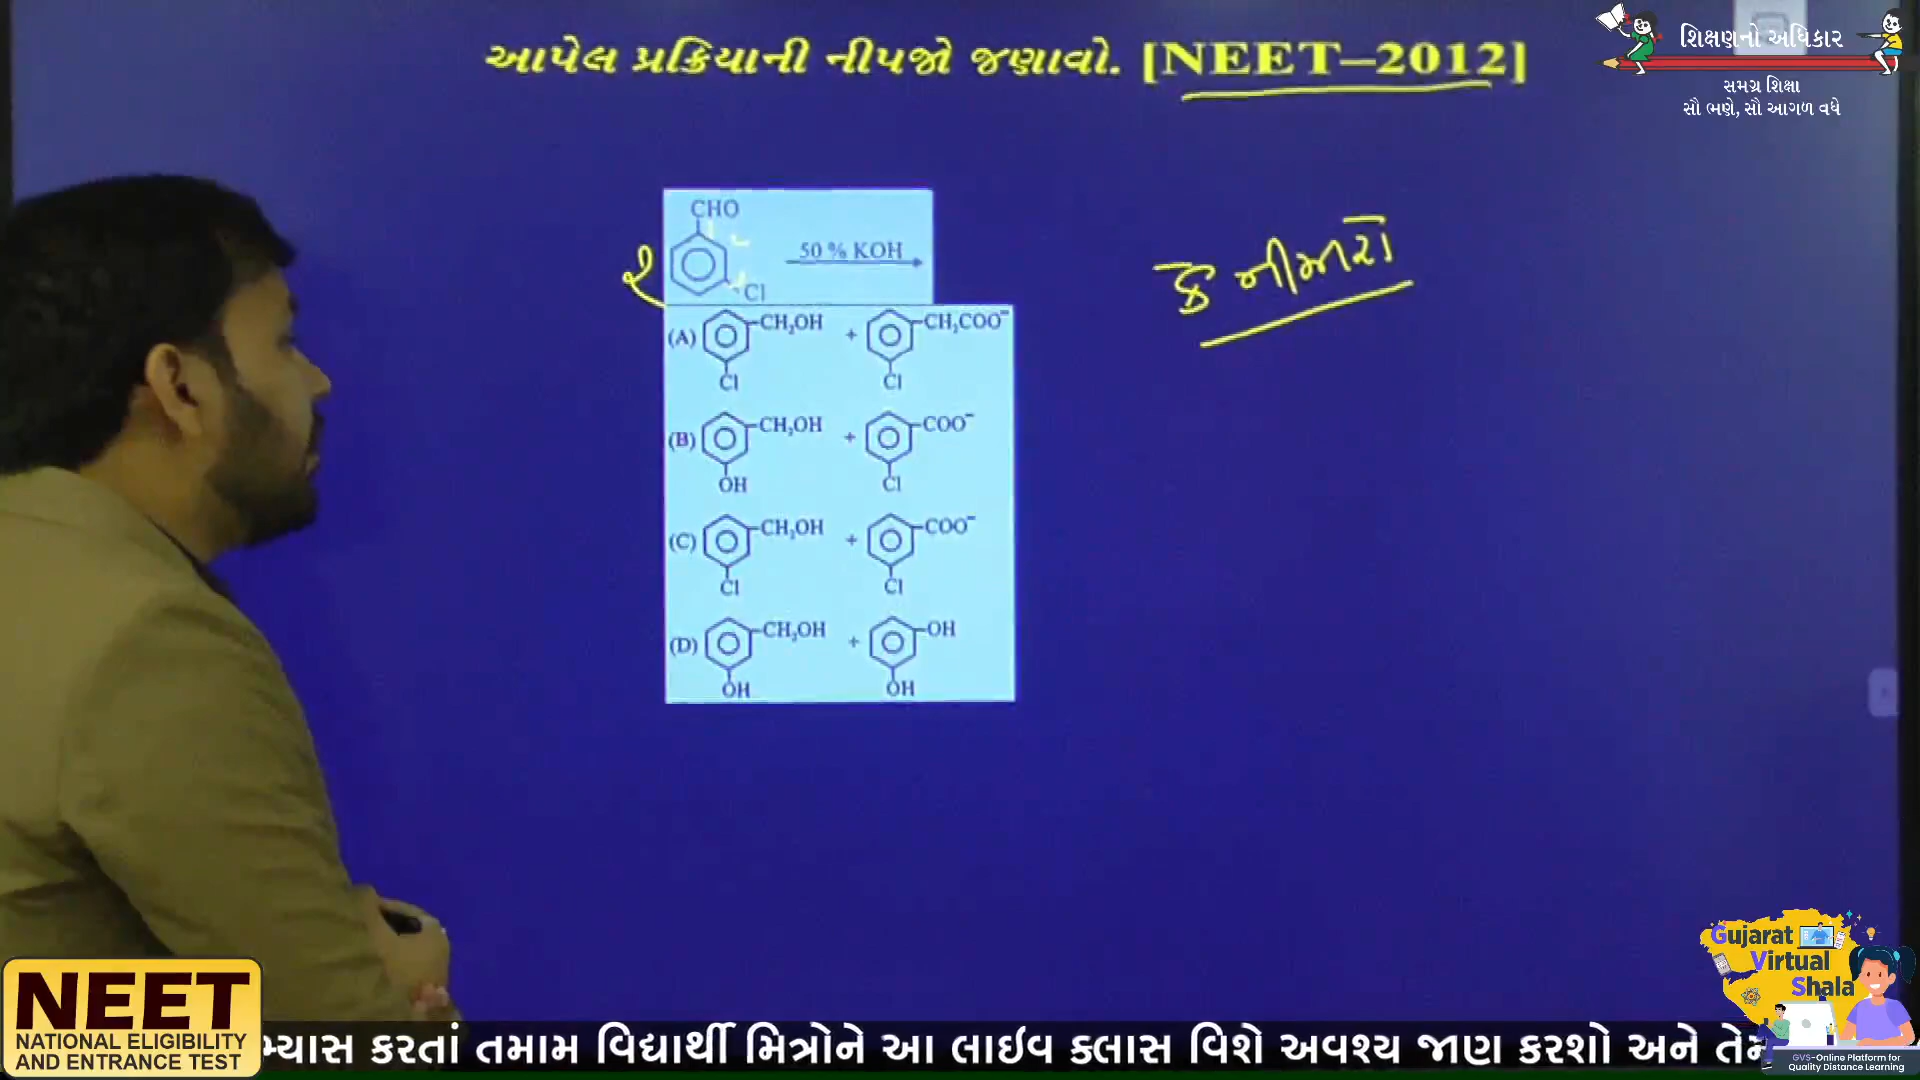 આપેલ પ્રક્રિયાની નીપજો જણાવો. [NEET—2012]
શિક્ષણનો અધિકાર
સમગ્ર શિક્ષા
સૌ ભણે, સૌ આગળ વધે
CHO
50 % KOH
Cl
૨
(A) CH₂OH + CH₂COO⁻
Cl Cl
(B) CH₂OH + COO⁻
OH Cl
(C) CH₂OH + COO⁻
Cl Cl
(D) CH₂OH + OH
OH OH
Gujarat
Virtual
Shala
GVS-Online Platform for
Quality Distance Learning
NEET
NATIONAL ELIGIBILITY
AND ENTRANCE TEST
ભ્યાસ કરતાં તમામ વિદ્યાર્થી મિત્રોને આ લાઇવ ક્લાસ વિશે અવશ્ય જાણ કરશો અને તે